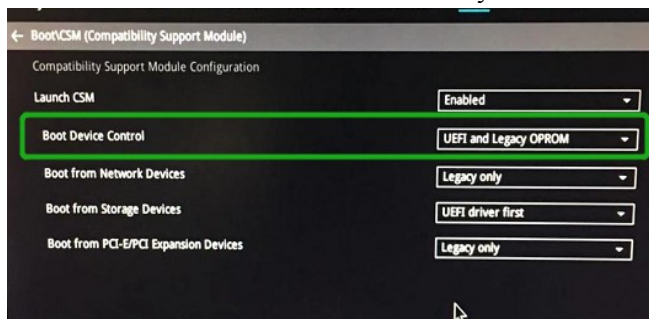 ← Boot\CSM (Compatibility Support Module)
Compatibility Support Module Configuration
Launch CSM Enabled
Boot Device Control UEFI and Legacy OPROM
Boot from Network Devices Legacy only
Boot from Storage Devices UEFI driver first
Boot from PCI-E/PCI Expansion Devices Legacy only